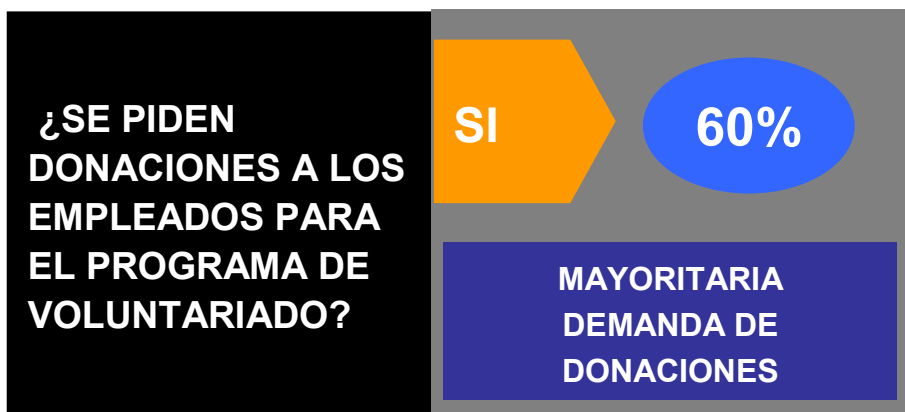 ¿SE PIDEN
DONACIONES A LOS
EMPLEADOS PARA
EL PROGRAMA DE
VOLUNTARIADO?
SI
60%
MAYORITARIA
DEMANDA DE
DONACIONES